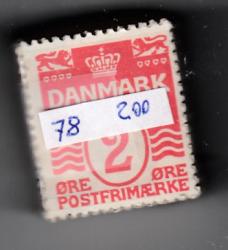 DANMARK
78 200
2
ØRE ØRE
POSTFRIMÆRKE